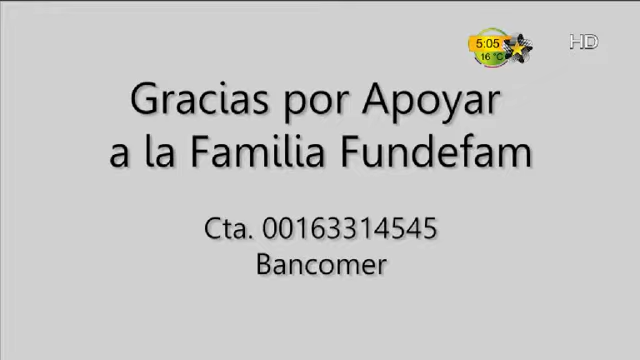 5:05
HD
16 °C
Gracias por Apoyar
a la Familia Fundefam
Cta. 00163314545
Bancomer